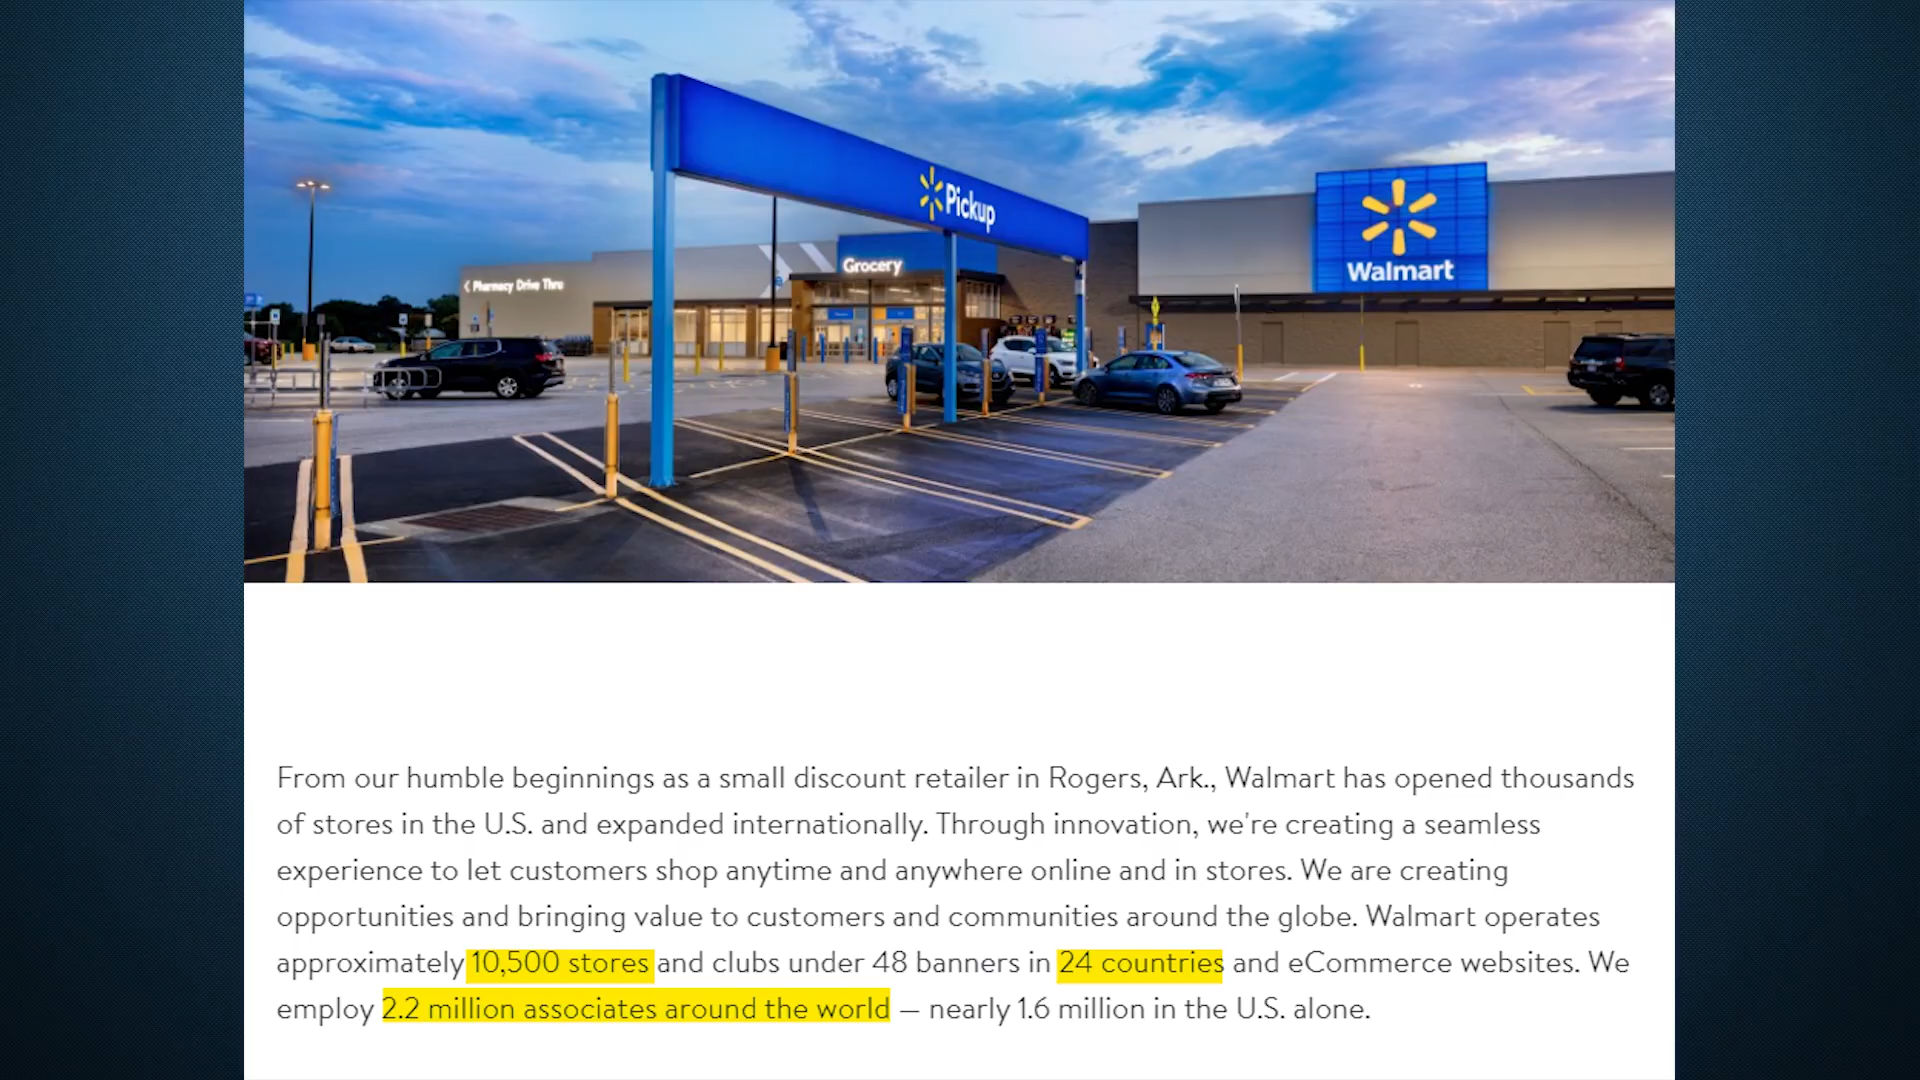 Pickup
Grocery
Pharmacy Drive Thru
Walmart
From our humble beginnings as a small discount retailer in Rogers, Ark., Walmart has opened thousands
of stores in the U.S. and expanded internationally. Through innovation, we're creating a seamless
experience to let customers shop anytime and anywhere online and in stores. We are creating
opportunities and bringing value to customers and communities around the globe. Walmart operates
approximately 10,500 stores and clubs under 48 banners in 24 countries and eCommerce websites. We
employ 2.2 million associates around the world – nearly 1.6 million in the U.S. alone.